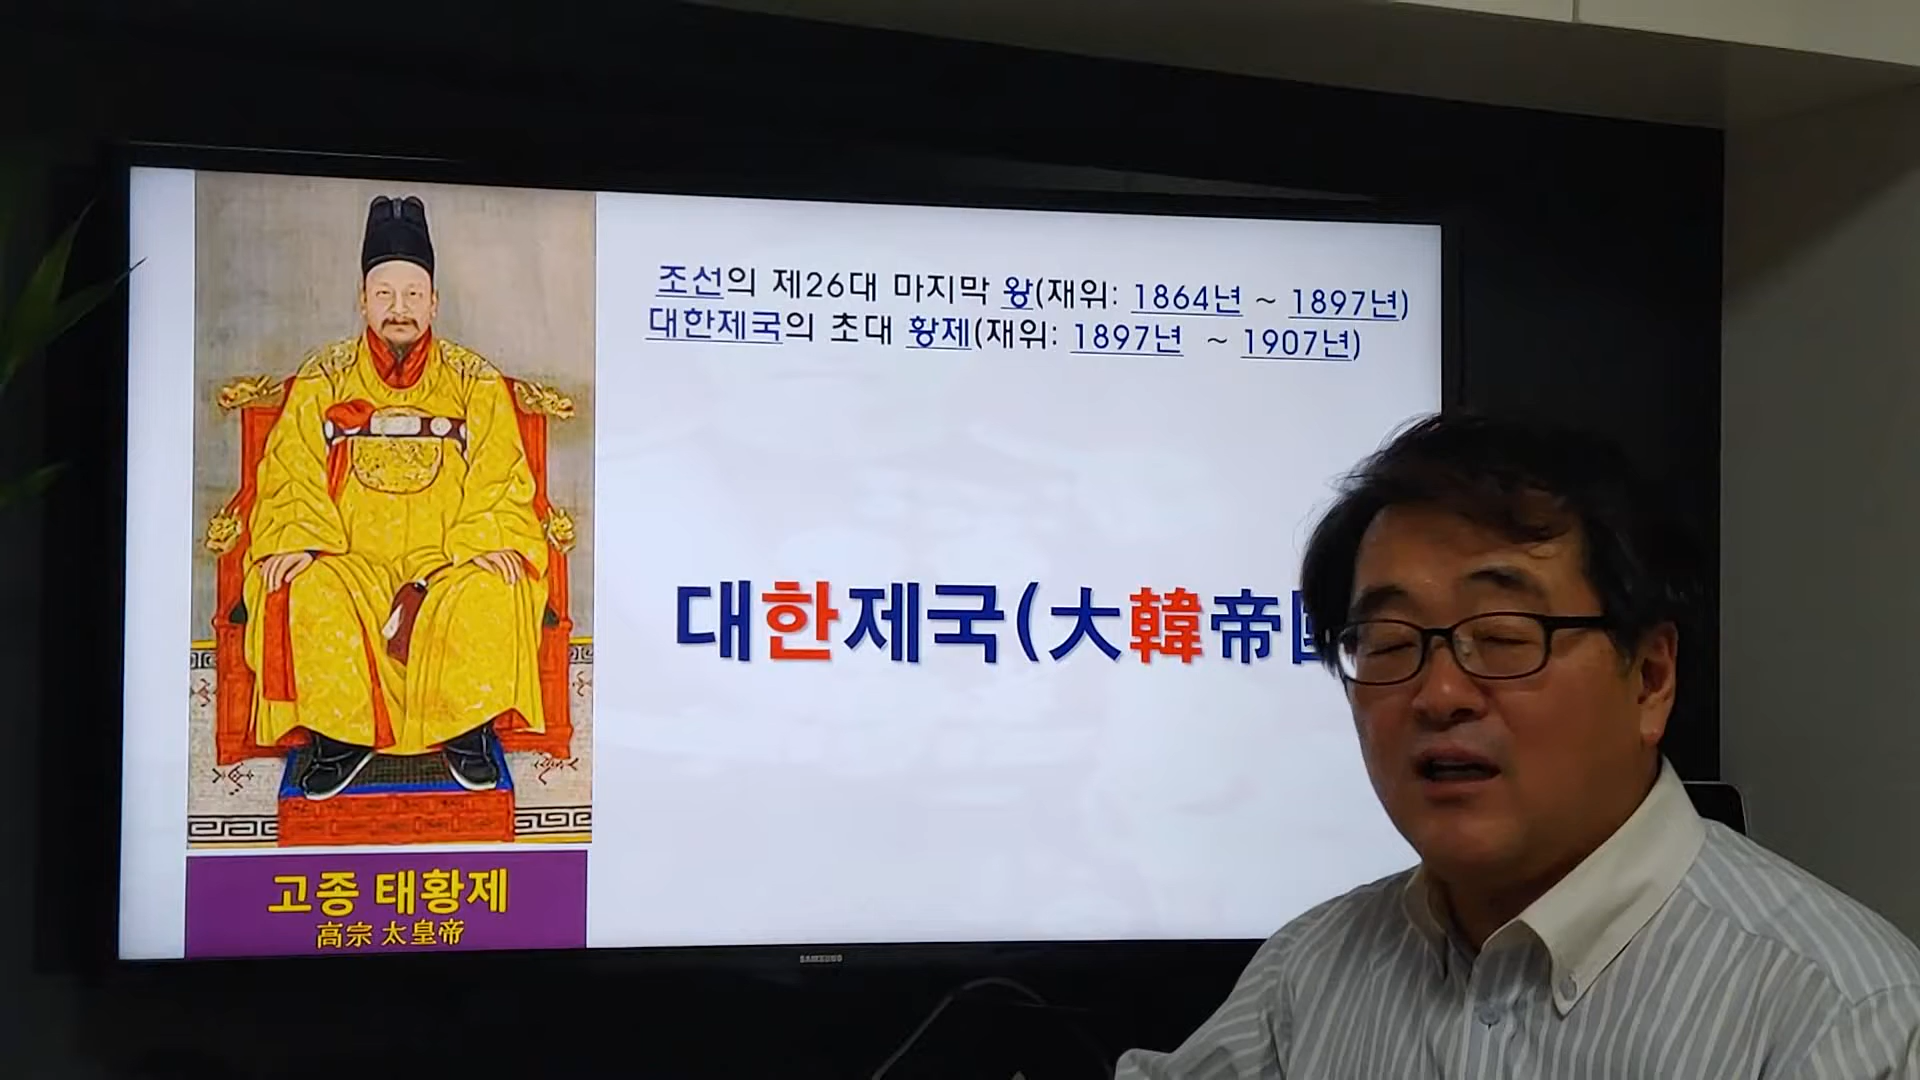 조선의 제26대 마지막 왕(재위: 1864년 ~ 1897년)
대한제국의 초대 황제(재위: 1897년 ~ 1907년)
대한제국(大韓帝
고종 태황제
高宗 太皇帝
SAMSUNG